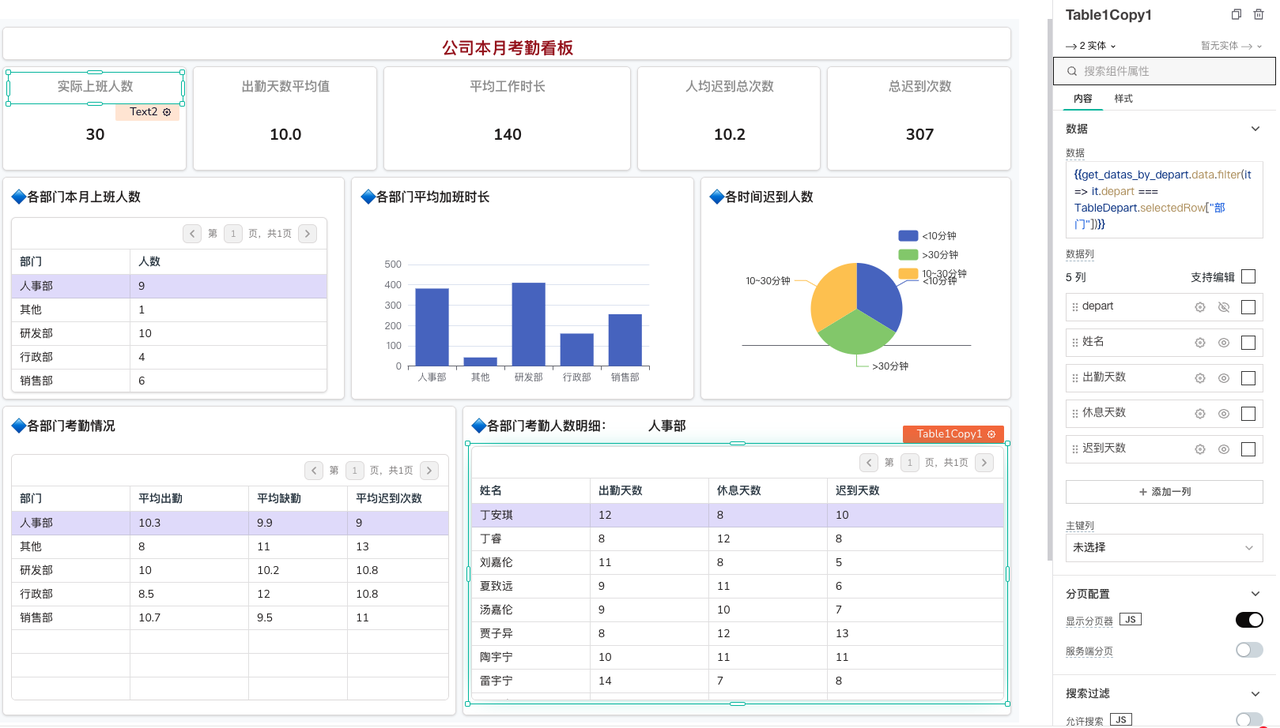 公司本月考勤看板
实际上班人数
Text2
30
出勤天数平均值
10.0
平均工作时长
140
人均迟到总次数
10.2
总迟到次数
307
各部门本月上班人数
第 1 页，共1页
部门 人数
人事部 9
其他 1
研发部 10
行政部 4
销售部 6
各部门平均加班时长
500
400
300
200
100
0
人事部 其他 研发部 行政部 销售部
各时间迟到人数
<10分钟
>30分钟
10~30分钟
10~30分钟
<10分钟
>30分钟
各部门考勤情况
第 1 页，共1页
部门 平均出勤 平均缺勤 平均迟到次数
人事部 10.3 9.9 9
其他 8 11 13
研发部 10 10.2 10.8
行政部 8.5 12 10.8
销售部 10.7 9.5 11
各部门考勤人数明细： 人事部
Table1Copy1
第 1 页，共1页
姓名 出勤天数 休息天数 迟到天数
丁安琪 12 8 10
丁睿 8 12 8
刘嘉伦 11 8 5
夏致远 9 11 6
汤嘉伦 9 10 7
贾子异 8 12 13
陶宇宁 10 11 11
雷宇宁 14 7 8
Table1Copy1
2 实体 暂无实体
搜索组件属性
内容 样式
数据
数据
{{get_datas_by_depart.data.filter(it
=> it.depart ===
TableDepart.selectedRow["部
门"])}}
数据列
5 列 支持编辑
depart
姓名
出勤天数
休息天数
迟到天数
+ 添加一列
主键列
未选择
分页配置
显示分页器 JS
服务端分页
搜索过滤
允许搜索 JS